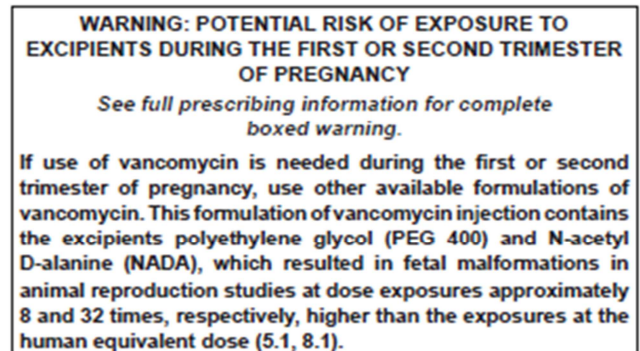 WARNING: POTENTIAL RISK OF EXPOSURE TO
EXCIPIENTS DURING THE FIRST OR SECOND TRIMESTER
OF PREGNANCY
See full prescribing information for complete
boxed warning.
If use of vancomycin is needed during the first or second
trimester of pregnancy, use other available formulations of
vancomycin. This formulation of vancomycin injection contains
the excipients polyethylene glycol (PEG 400) and N-acetyl
D-alanine (NADA), which resulted in fetal malformations in
animal reproduction studies at dose exposures approximately
8 and 32 times, respectively, higher than the exposures at the
human equivalent dose (5.1, 8.1).